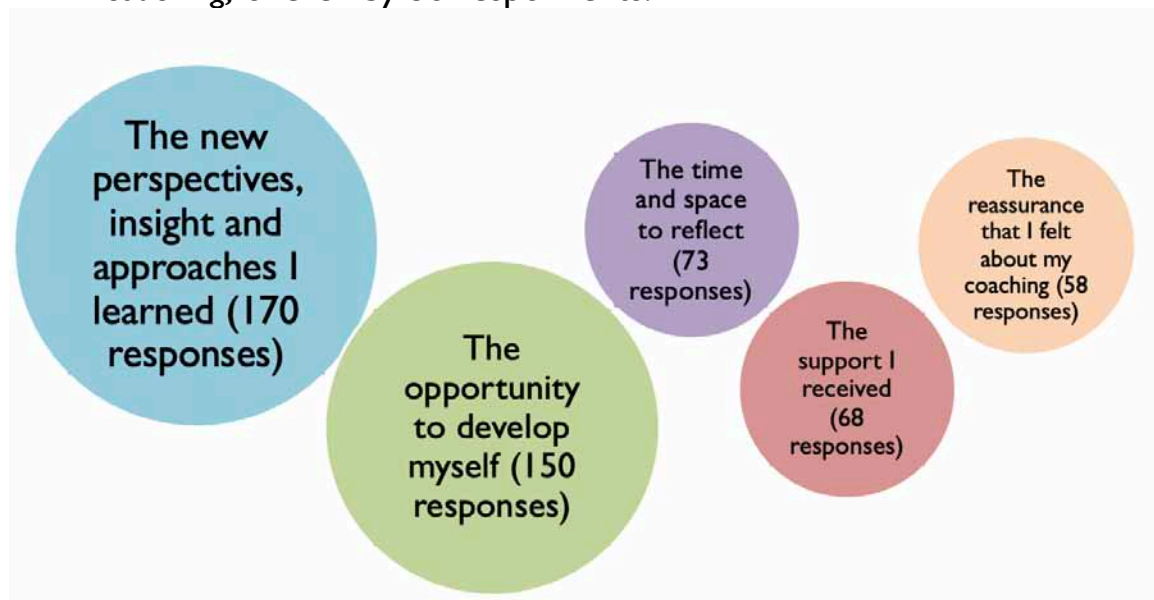 The new
perspectives,
insight and
approaches I
learned (170
responses)
The
opportunity
to develop
myself (150
responses)
The time
and space
to reflect
(73
responses)
The
support I
received
(68
responses)
The
reassurance
that I felt
about my
coaching (58
responses)